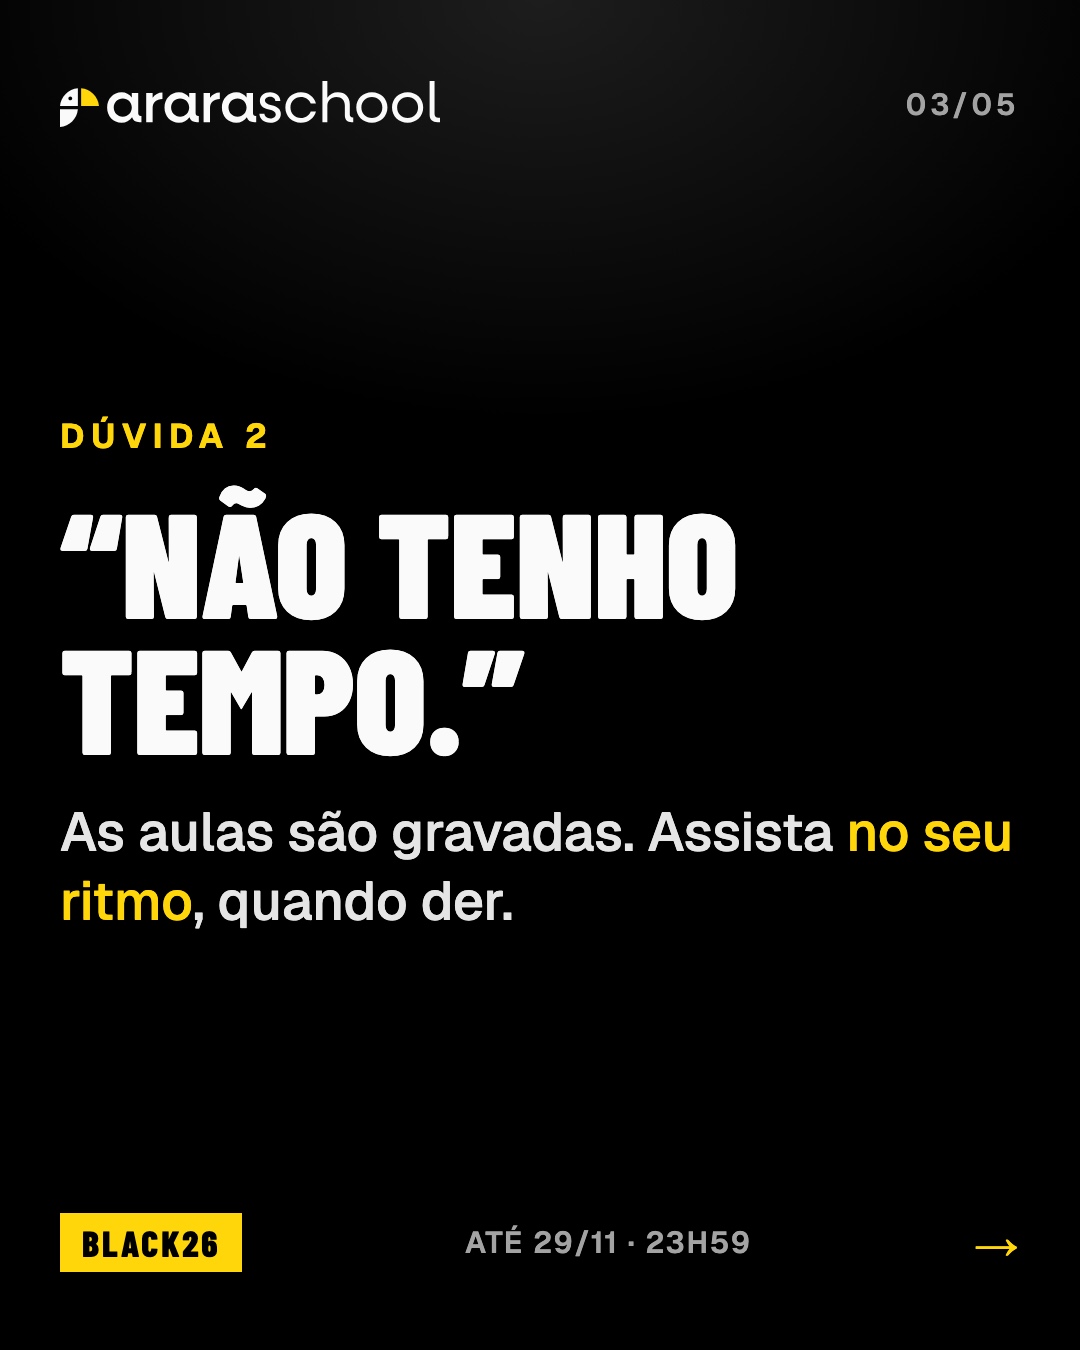 araraschool
03/05
DÚVIDA 2
“NÃO TENHO
TEMPO.”
As aulas são gravadas. Assista no seu
ritmo, quando der.
BLACK26
ATÉ 29/11 · 23H59
→